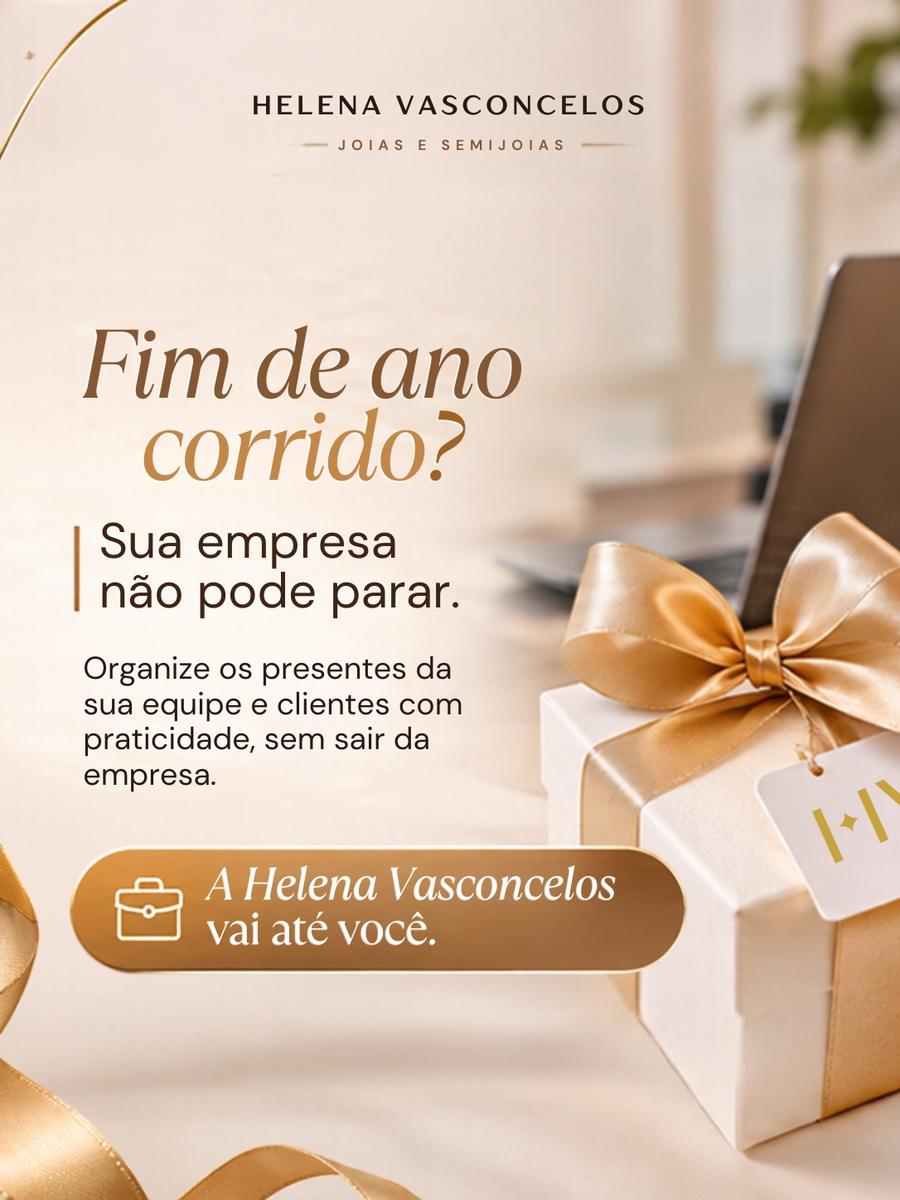 HELENA VASCONCELOS
JOIAS E SEMIJOIAS
Fim de ano
corrido?
Sua empresa
não pode parar.
Organize os presentes da
sua equipe e clientes com
praticidade, sem sair da
empresa.
A Helena Vasconcelos
vai até você.
HV